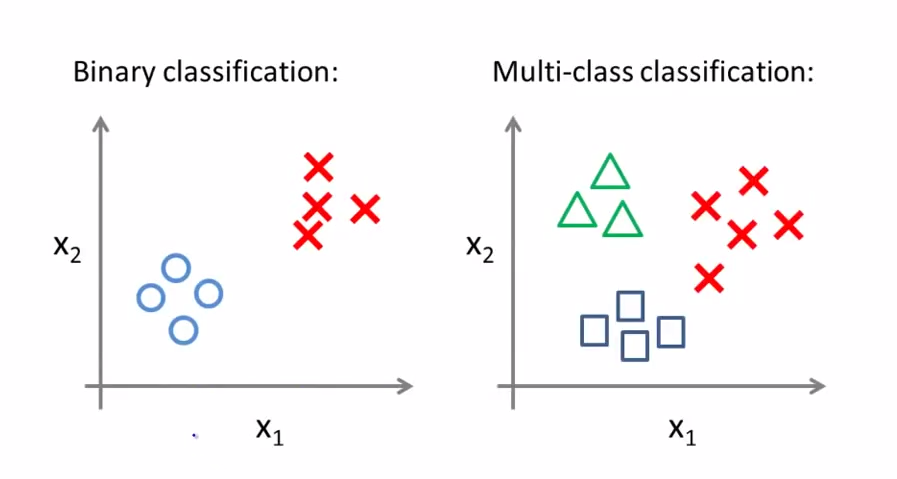 Binary classification:
x₂
x₁
Multi-class classification:
x₂
x₁